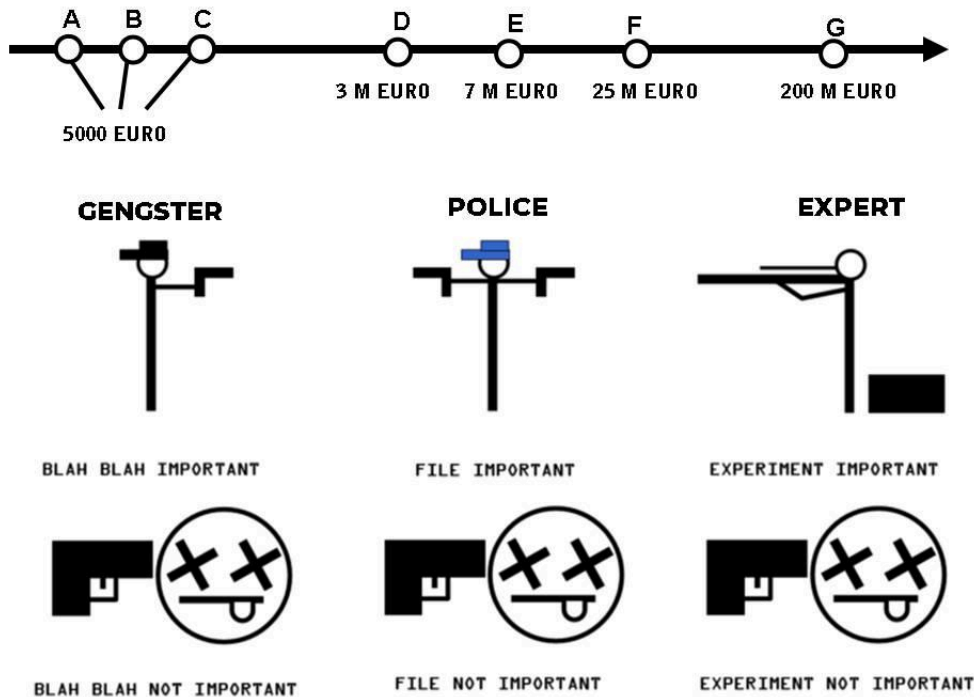 A B C D E F G
3 M EURO 7 M EURO 25 M EURO 200 M EURO
5000 EURO
GENGSTER POLICE EXPERT
BLAH BLAH IMPORTANT FILE IMPORTANT EXPERIMENT IMPORTANT
BLAH BLAH NOT IMPORTANT FILE NOT IMPORTANT EXPERIMENT NOT IMPORTANT